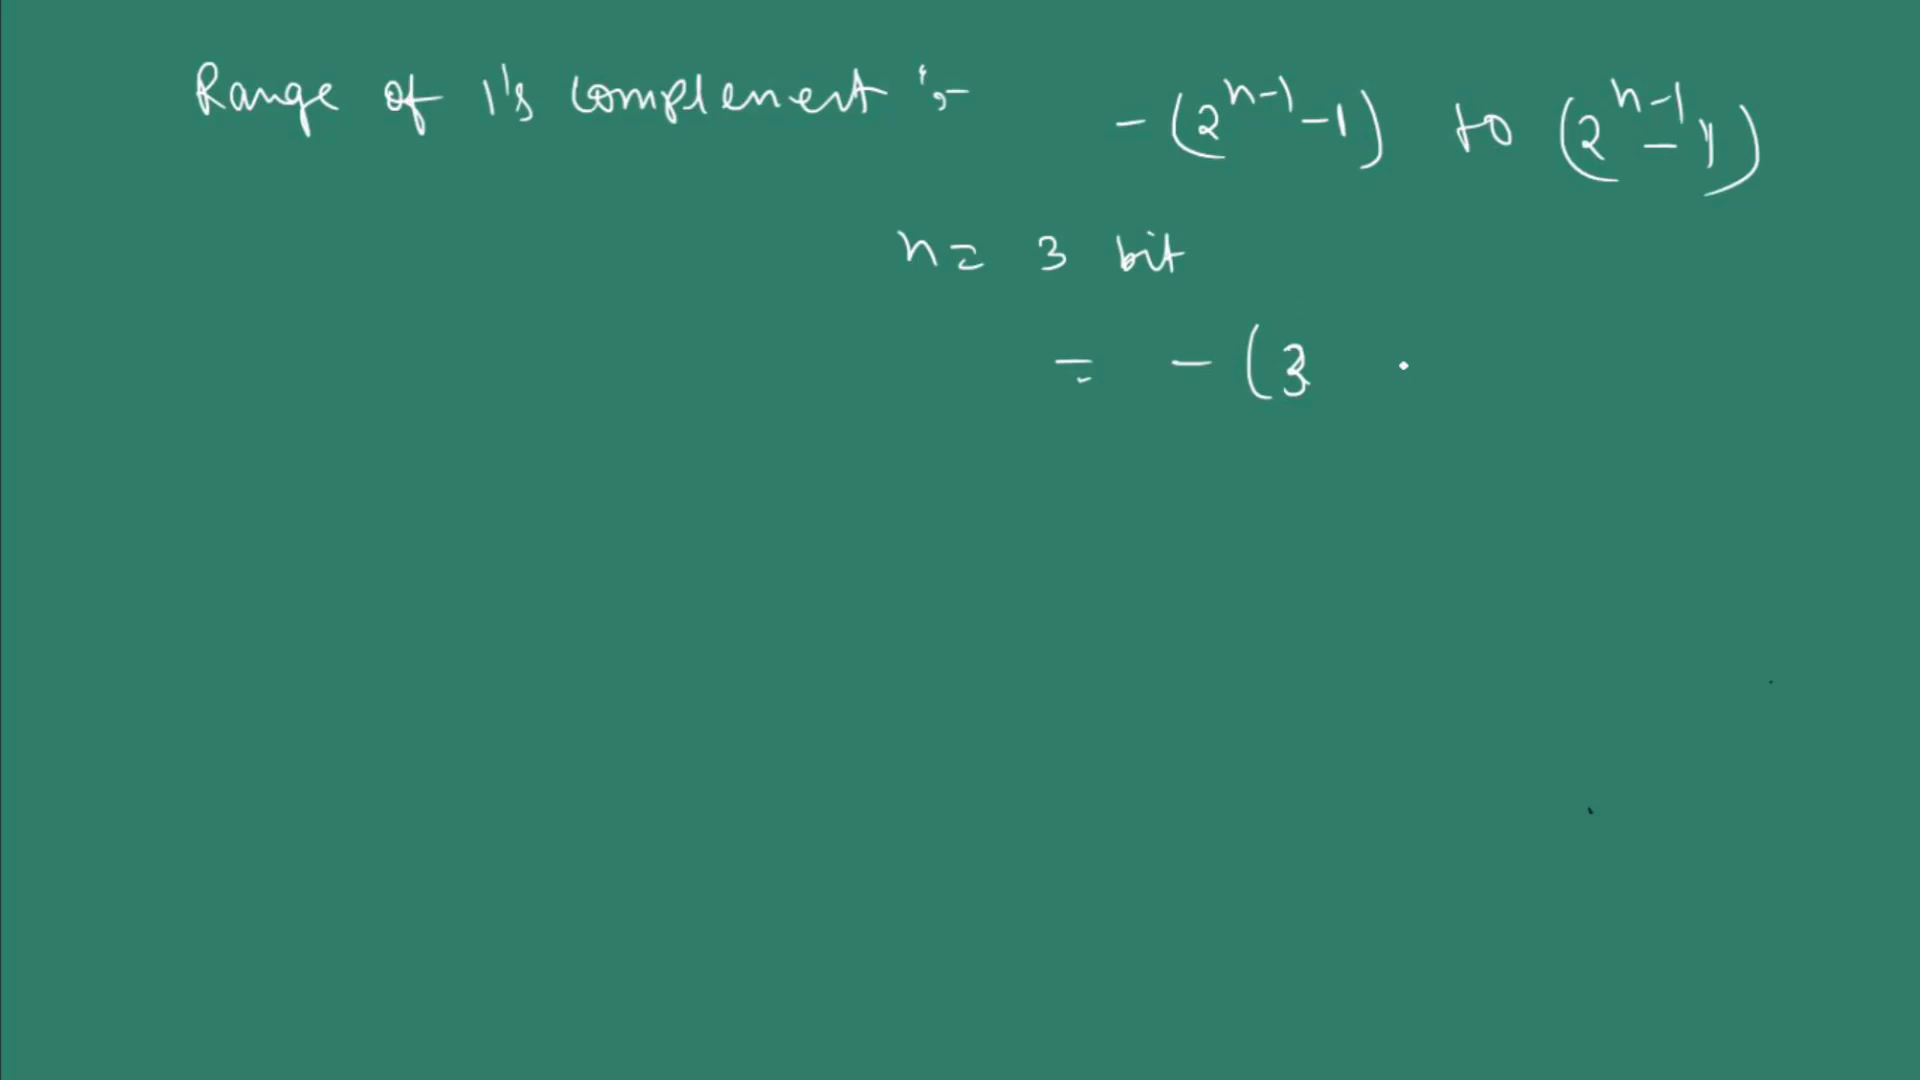 Range of 1's complement :- -(2^{n-1}-1) to (2^{n-1}-1)
n = 3 bit
= -(3